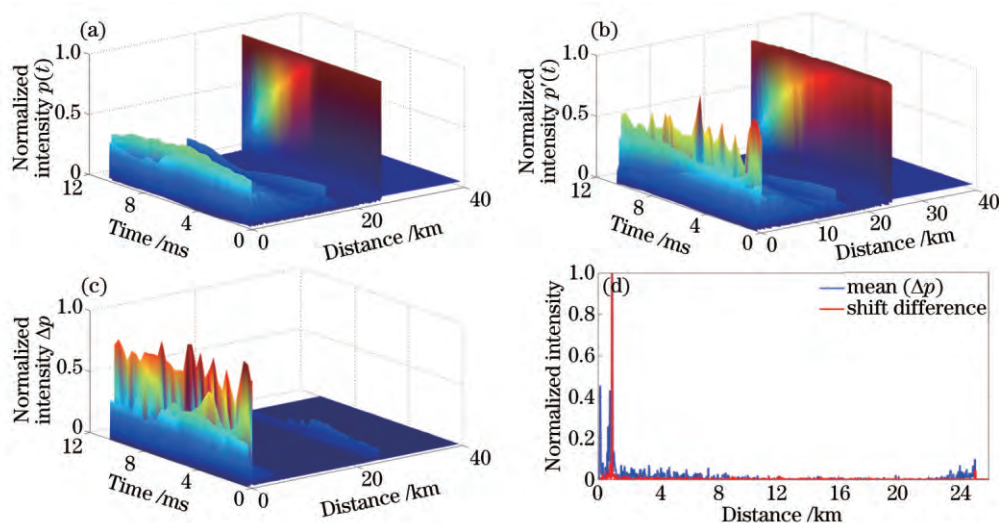 (a)
Normalized
intensity p(t)
1.0
0.5
0
12
8
4
0
Time /ms
0
20
40
Distance /km
(b)
Normalized
intensity p′(t)
1.0
0.5
0
12
8
4
0
Time /ms
0
10
20
30
40
Distance /km
(c)
Normalized
intensity Δp
1.0
0.5
0
12
8
4
0
Time /ms
0
20
40
Distance /km
(d)
mean (Δp)
shift difference
Normalized intensity
1.0
0.8
0.6
0.4
0.2
0
0
4
8
12
16
20
24
Distance /km